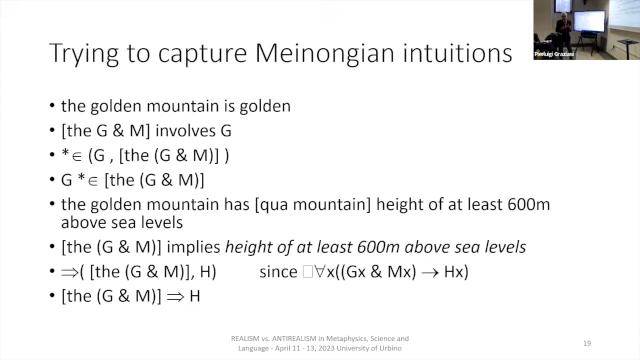 Trying to capture Meinongian intuitions
Pierluigi Graziani
• the golden mountain is golden
• [the G & M] involves G
• *∈ (G , [the (G & M)] )
• G *∈ [the (G & M)]
• the golden mountain has [qua mountain] height of at least 600m
above sea levels
• [the (G & M)] implies height of at least 600m above sea levels
• ⇒( [the (G & M)], H) since □∀x((Gx & Mx) → Hx)
• [the (G & M)] ⇒ H
REALISM vs. ANTIREALISM in Metaphysics, Science and
Language - April 11 - 13, 2023 University of Urbino
19